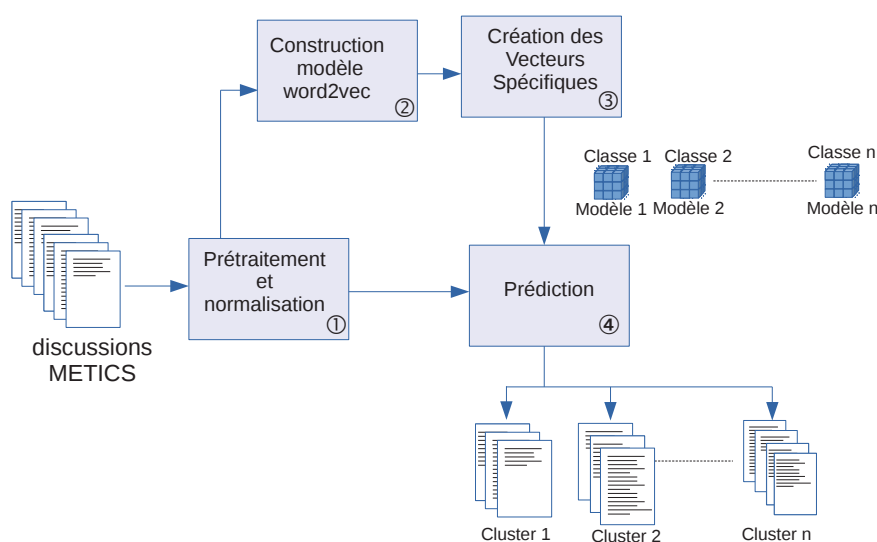 Construction
modèle
word2vec
②
Création des
Vecteurs
Spécifiques
③
Classe 1
Classe 2
Classe n
Modèle 1
Modèle 2
Modèle n
Prétraitement
et
normalisation
①
Prédiction
④
discussions
METICS
Cluster 1
Cluster 2
Cluster n